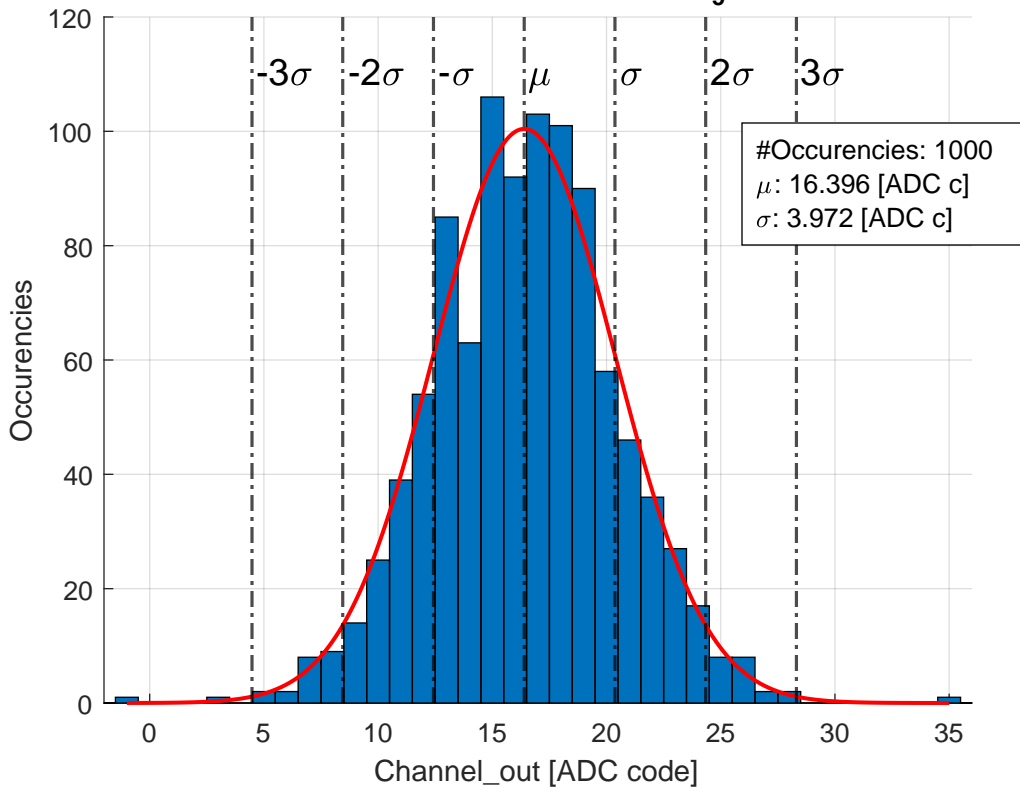 120
100
80
60
40
20
0
Occurencies
-3σ
-2σ
-σ
μ
σ
2σ
3σ
#Occurencies: 1000
μ: 16.396 [ADC c]
σ: 3.972 [ADC c]
0 5 10 15 20 25 30 35
Channel_out [ADC code]